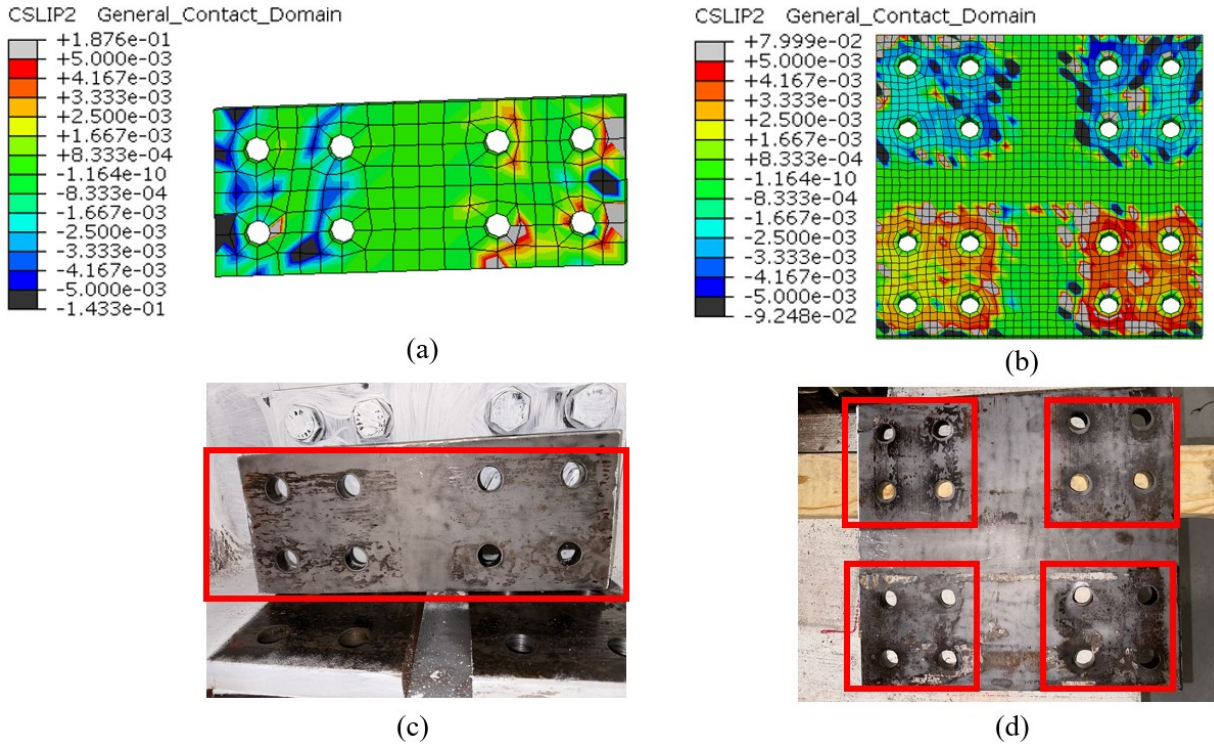 CSLIP2 General_Contact_Domain
+1.876e-01
+5.000e-03
+4.167e-03
+3.333e-03
+2.500e-03
+1.667e-03
+8.333e-04
-1.164e-10
-8.333e-04
-1.667e-03
-2.500e-03
-3.333e-03
-4.167e-03
-5.000e-03
-1.433e-01
(a)
CSLIP2 General_Contact_Domain
+7.999e-02
+5.000e-03
+4.167e-03
+3.333e-03
+2.500e-03
+1.667e-03
+8.333e-04
-1.164e-10
-8.333e-04
-1.667e-03
-2.500e-03
-3.333e-03
-4.167e-03
-5.000e-03
-9.248e-02
(b)
(c)
(d)